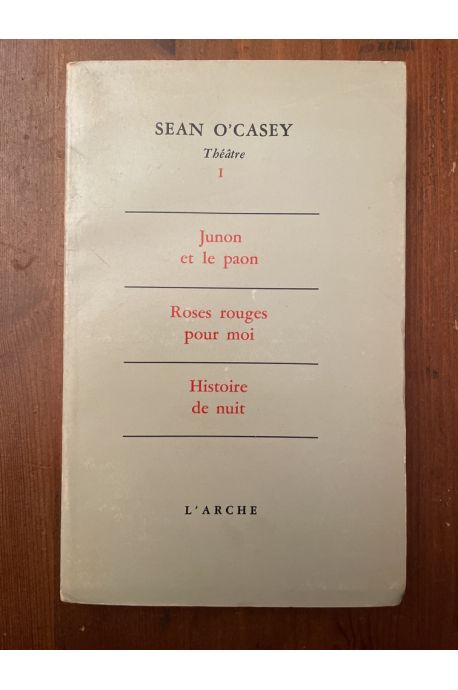 SEAN O'CASEY
Théâtre
I
Junon
et le paon
Roses rouges
pour moi
Histoire
de nuit
L'ARCHE